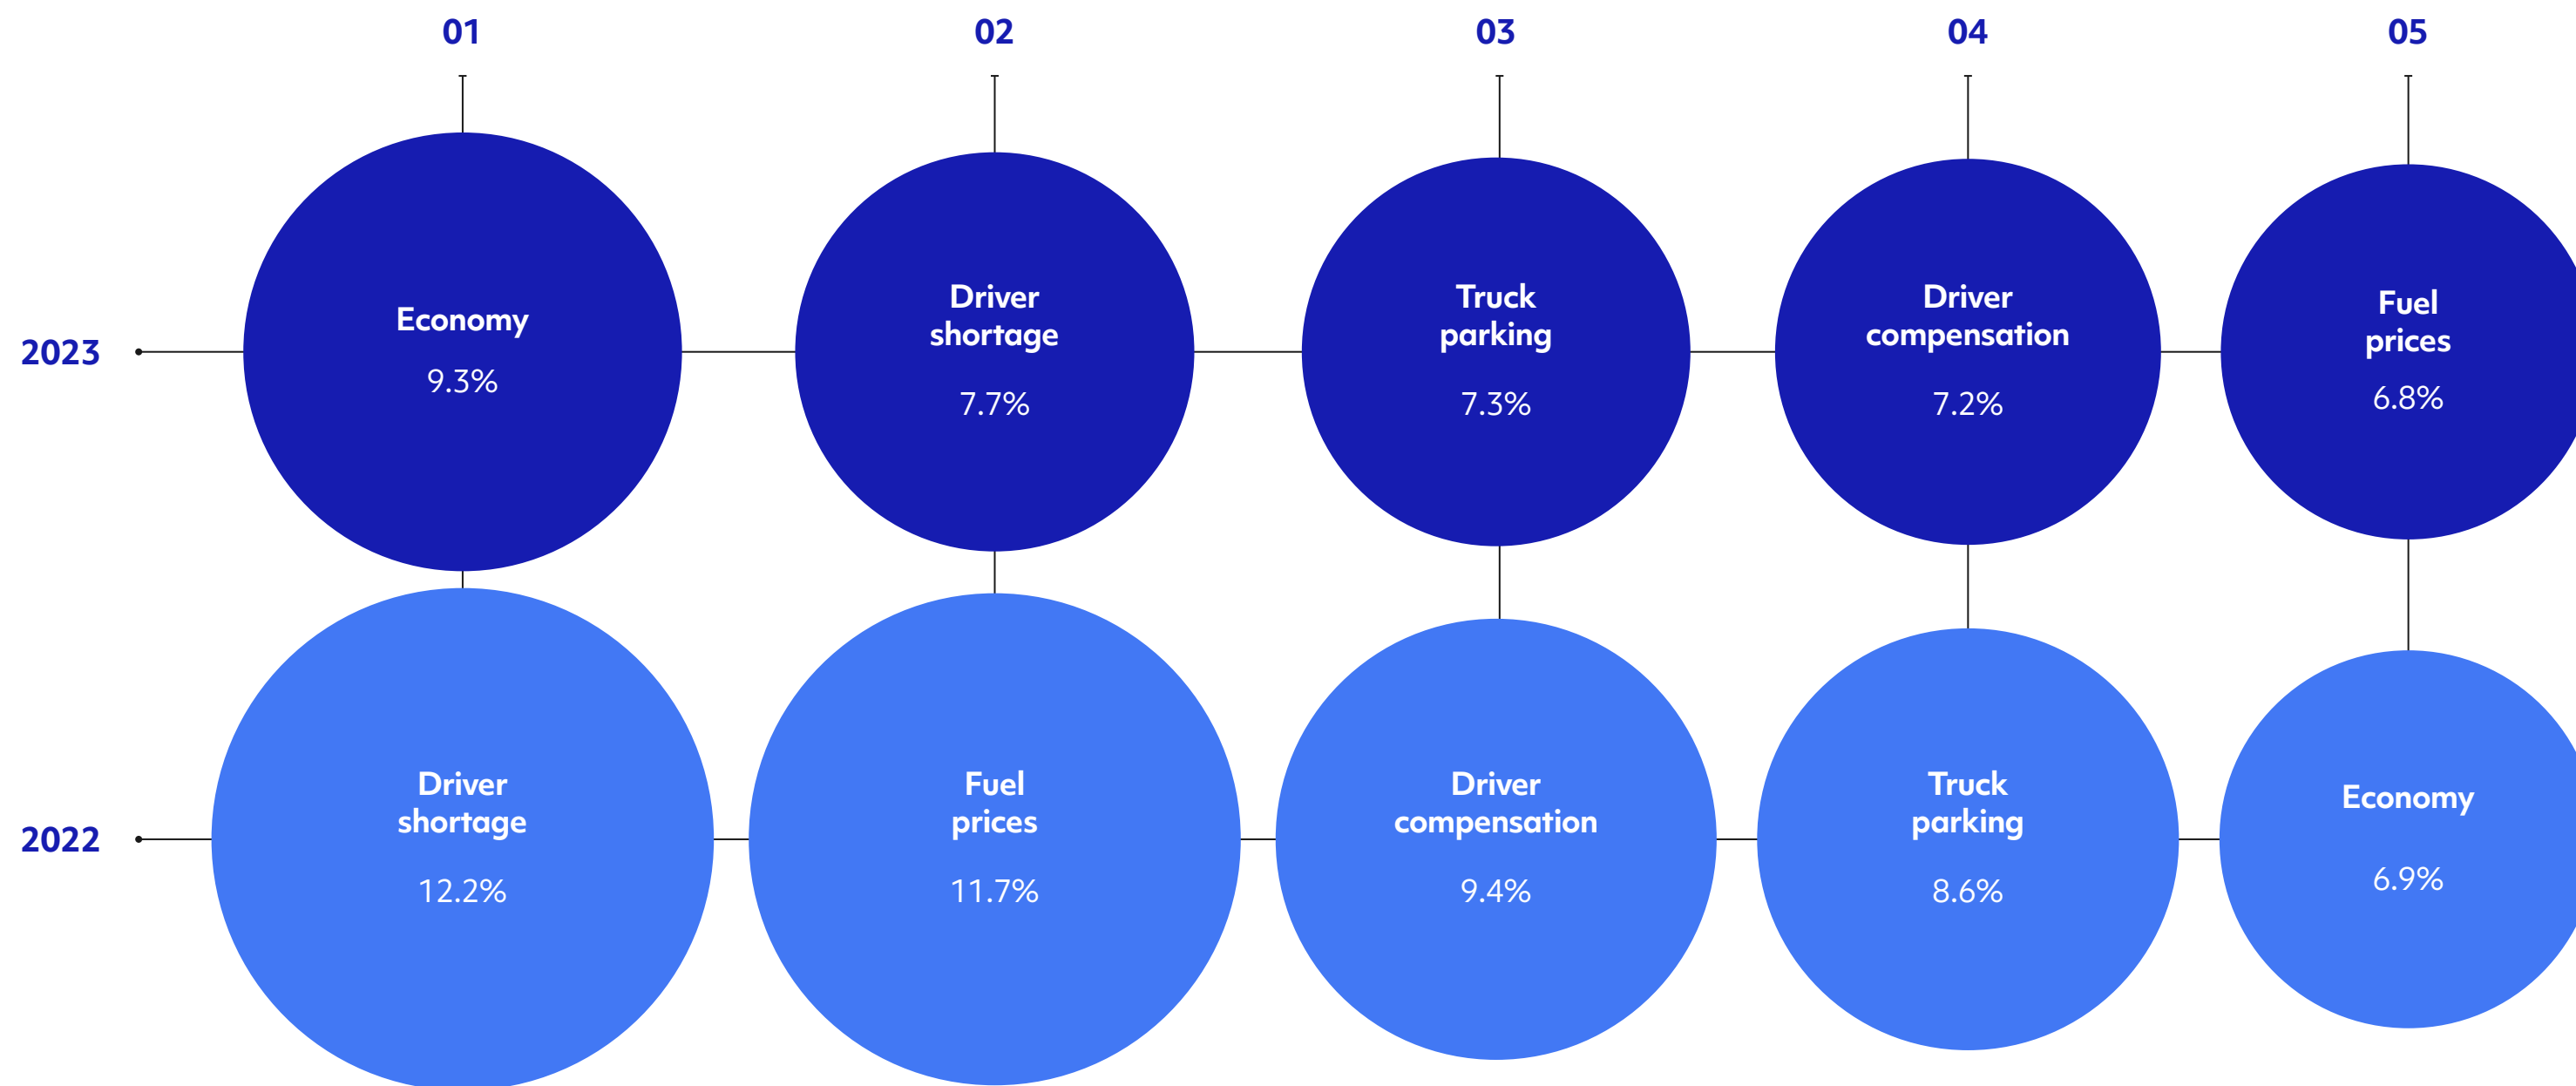 01
02
03
04
05
2023
Economy
9.3%
Driver
shortage
7.7%
Truck
parking
7.3%
Driver
compensation
7.2%
Fuel
prices
6.8%
2022
Driver
shortage
12.2%
Fuel
prices
11.7%
Driver
compensation
9.4%
Truck
parking
8.6%
Economy
6.9%